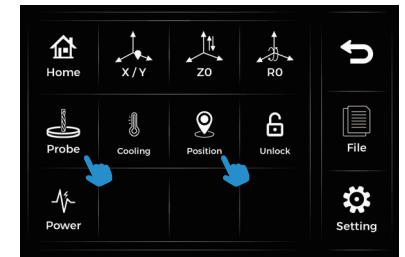 Home
X / Y
Z0
R0
Probe
Cooling
Position
Unlock
File
Power
Setting